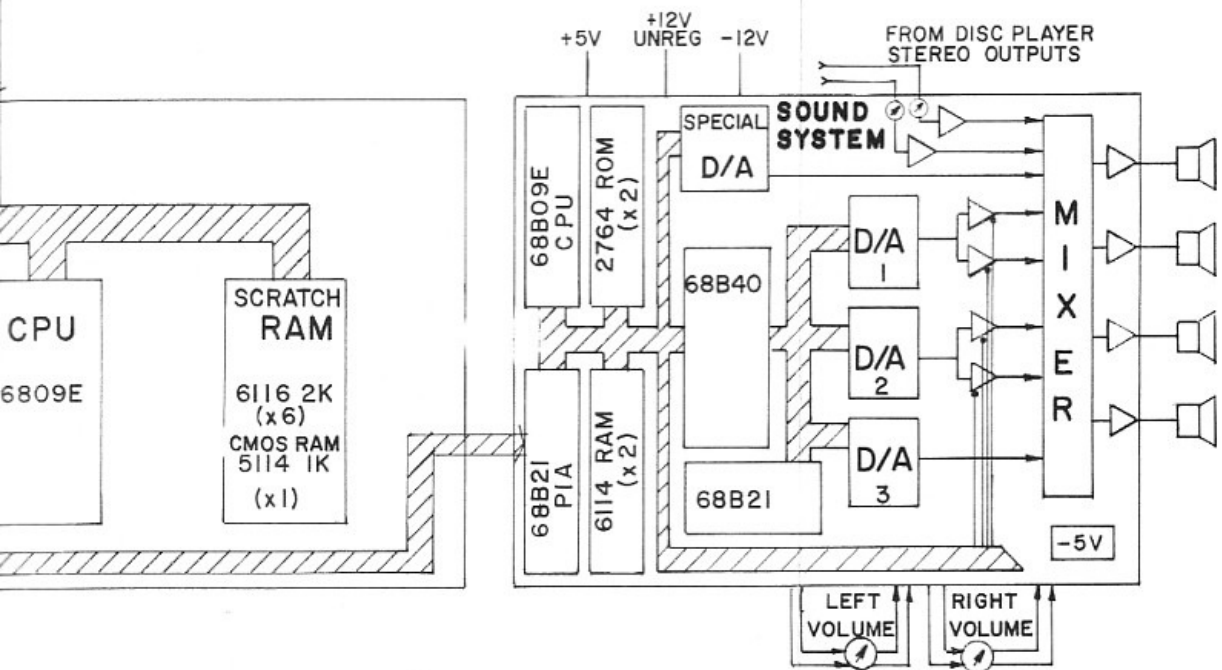 +5V
+12V
UNREG
-12V
FROM DISC PLAYER
STEREO OUTPUTS
CPU
6809E
SCRATCH
RAM
6116 2K
(x6)
CMOS RAM
5114 1K
(x1)
68B09E
CPU
2764 ROM
(x2)
68B21
PIA
6114 RAM
(x2)
SPECIAL
D/A
SOUND
SYSTEM
68B40
68B21
D/A
1
D/A
2
D/A
3
MIXER
-5V
LEFT
VOLUME
RIGHT
VOLUME